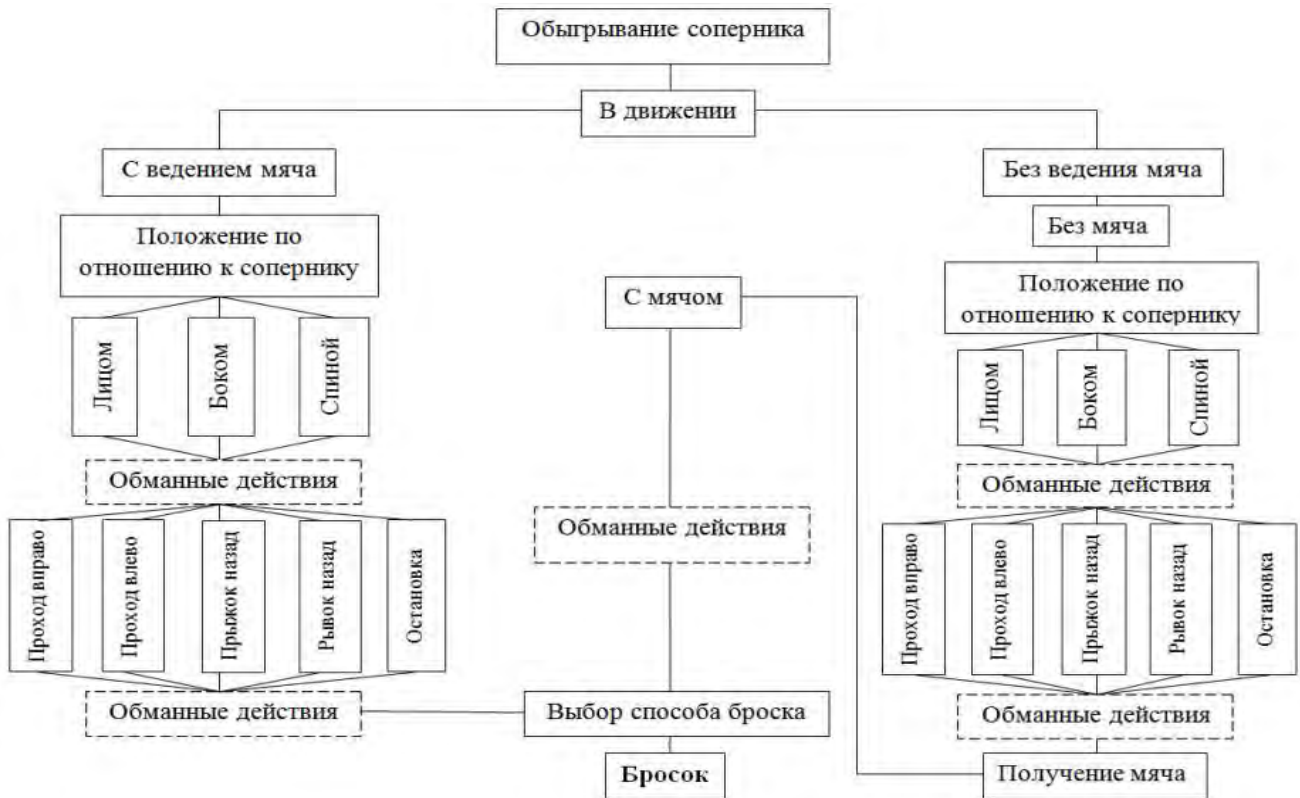 Обыгрывание соперника
В движении
С ведением мяча
Без ведения мяча
Положение по
отношению к сопернику
Без мяча
С мячом
Положение по
отношению к сопернику
Лицом
Боком
Спиной
Лицом
Боком
Спиной
Обманные действия
Обманные действия
Обманные действия
Проход вправо
Проход влево
Прыжок назад
Рывок назад
Остановка
Проход вправо
Проход влево
Прыжок назад
Рывок назад
Остановка
Обманные действия
Выбор способа броска
Обманные действия
Бросок
Получение мяча